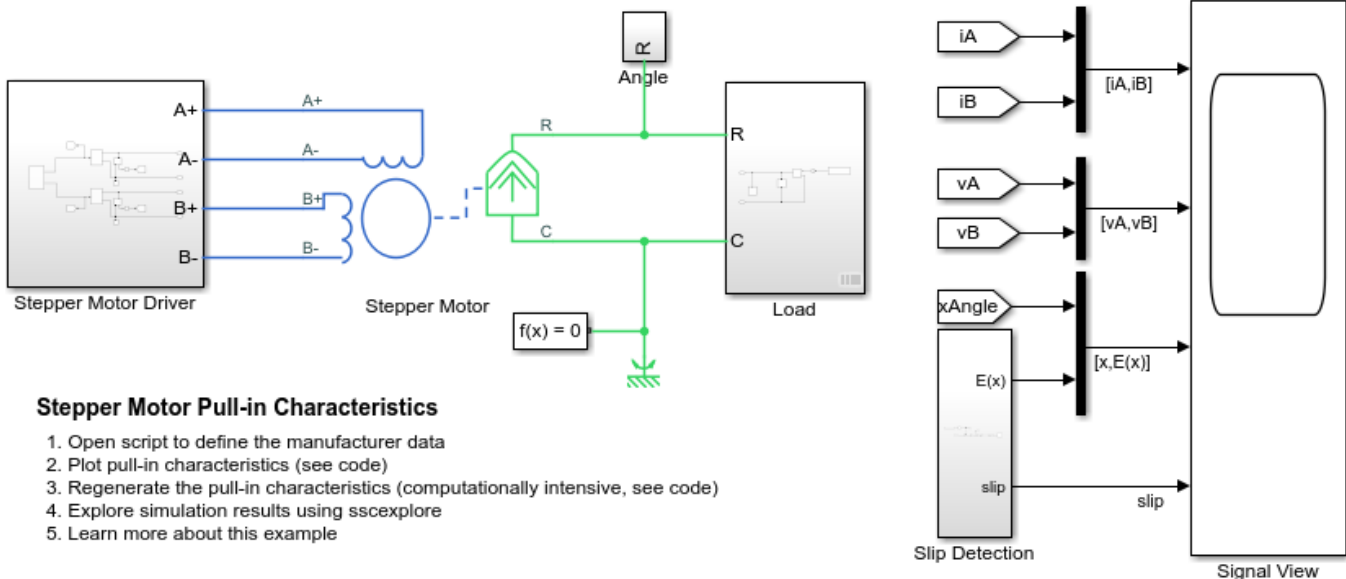 R
Angle
A+
A-
B+
B-
Stepper Motor Driver
A+
A-
B+
B-
Stepper Motor
R
C
f(x) = 0
R
C
Load
iA
iB
[iA,iB]
vA
vB
[vA,vB]
xAngle
E(x)
[x,E(x)]
slip
slip
Slip Detection
Signal View
Stepper Motor Pull-in Characteristics
1. Open script to define the manufacturer data
2. Plot pull-in characteristics (see code)
3. Regenerate the pull-in characteristics (computationally intensive, see code)
4. Explore simulation results using sscexplore
5. Learn more about this example